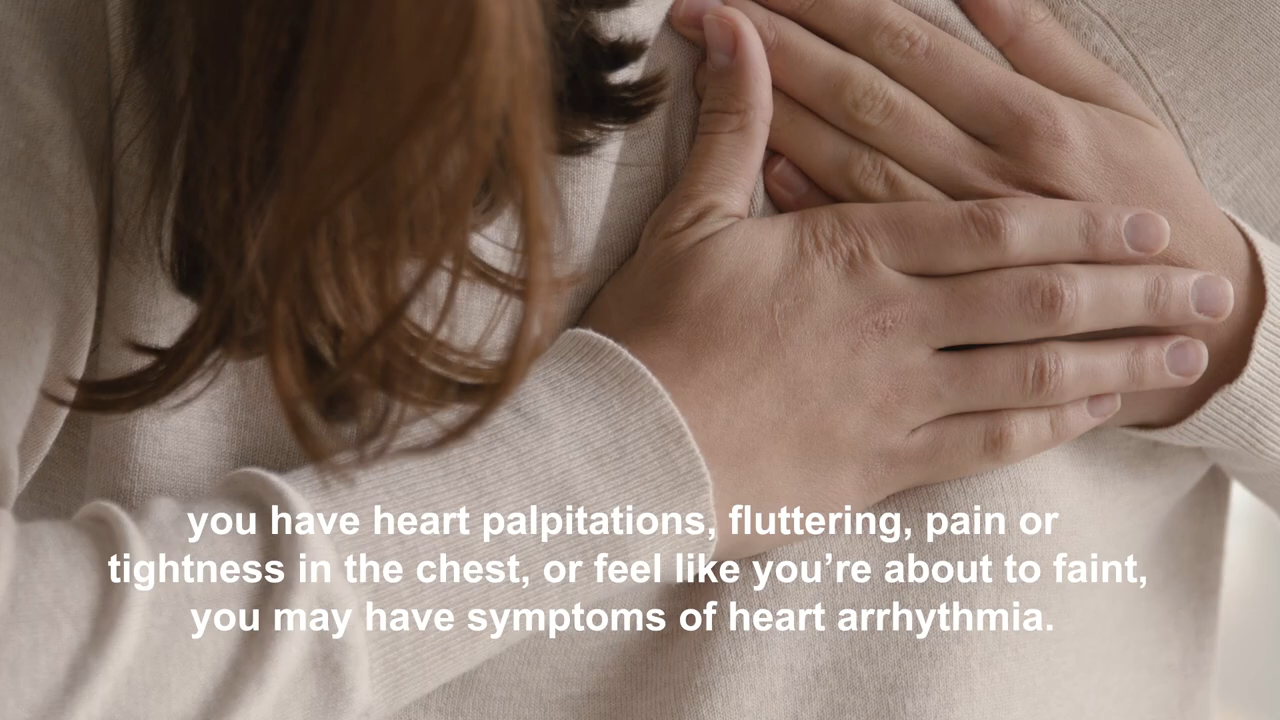 you have heart palpitations, fluttering, pain or
tightness in the chest, or feel like you’re about to faint,
you may have symptoms of heart arrhythmia.